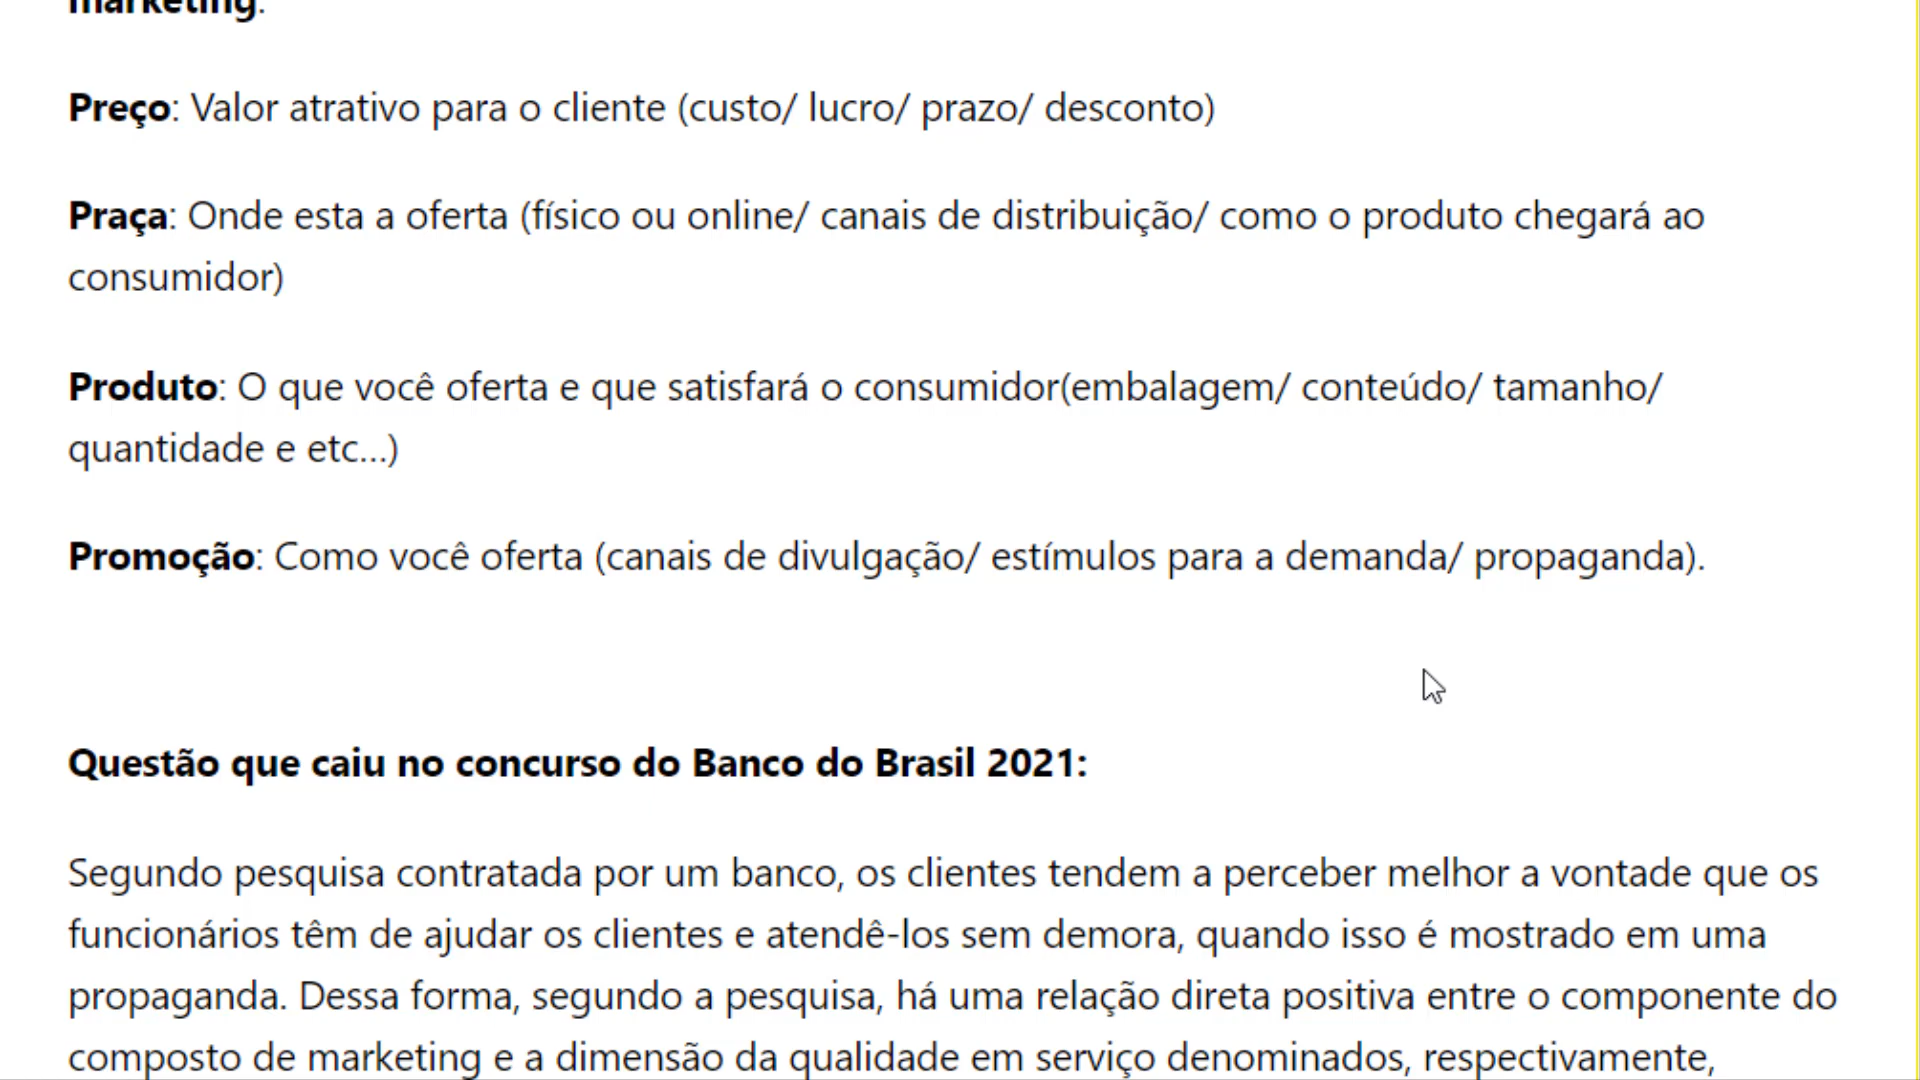 marketing:
Preço: Valor atrativo para o cliente (custo/ lucro/ prazo/ desconto)
Praça: Onde esta a oferta (físico ou online/ canais de distribuição/ como o produto chegará ao
consumidor)
Produto: O que você oferta e que satisfará o consumidor(embalagem/ conteúdo/ tamanho/
quantidade e etc...)
Promoção: Como você oferta (canais de divulgação/ estímulos para a demanda/ propaganda).
Questão que caiu no concurso do Banco do Brasil 2021:
Segundo pesquisa contratada por um banco, os clientes tendem a perceber melhor a vontade que os
funcionários têm de ajudar os clientes e atendê-los sem demora, quando isso é mostrado em uma
propaganda. Dessa forma, segundo a pesquisa, há uma relação direta positiva entre o componente do
composto de marketing e a dimensão da qualidade em serviço denominados, respectivamente,